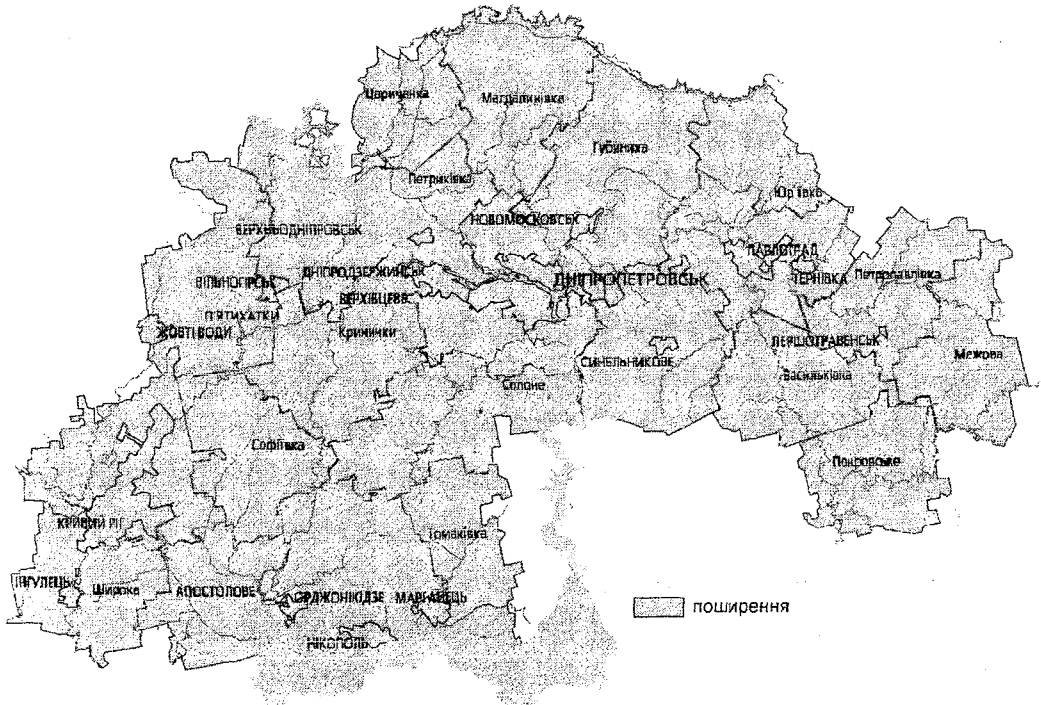 Царичанка
Магдалинівка
Губиниха
Петриківка
Юр'ївка
НОВОМОСКОВСЬК
ВЕРХНЬОДНІПРОВСЬК
ПАВЛОГРАД
ДНІПРОДЗЕРЖИНСЬК
ДНІПРОПЕТРОВСЬК
ТЕРНІВКА
Петропавлівка
ВІЛЬНОГІРСЬК
ВЕРХІВЦЕВЕ
П'ЯТИХАТКИ
ЖОВТІ ВОДИ
Кринички
ПЕРШОТРАВЕНСЬК
Межова
СИНЕЛЬНИКОВЕ
Васильківка
Солоне
Софіївка
Покровське
КРИВИЙ РІГ
Томаківка
ІНГУЛЕЦЬ
Широке
АПОСТОЛОВЕ
ОРДЖОНІКІДЗЕ
МАРГАНЕЦЬ
поширення
НІКОПОЛЬ